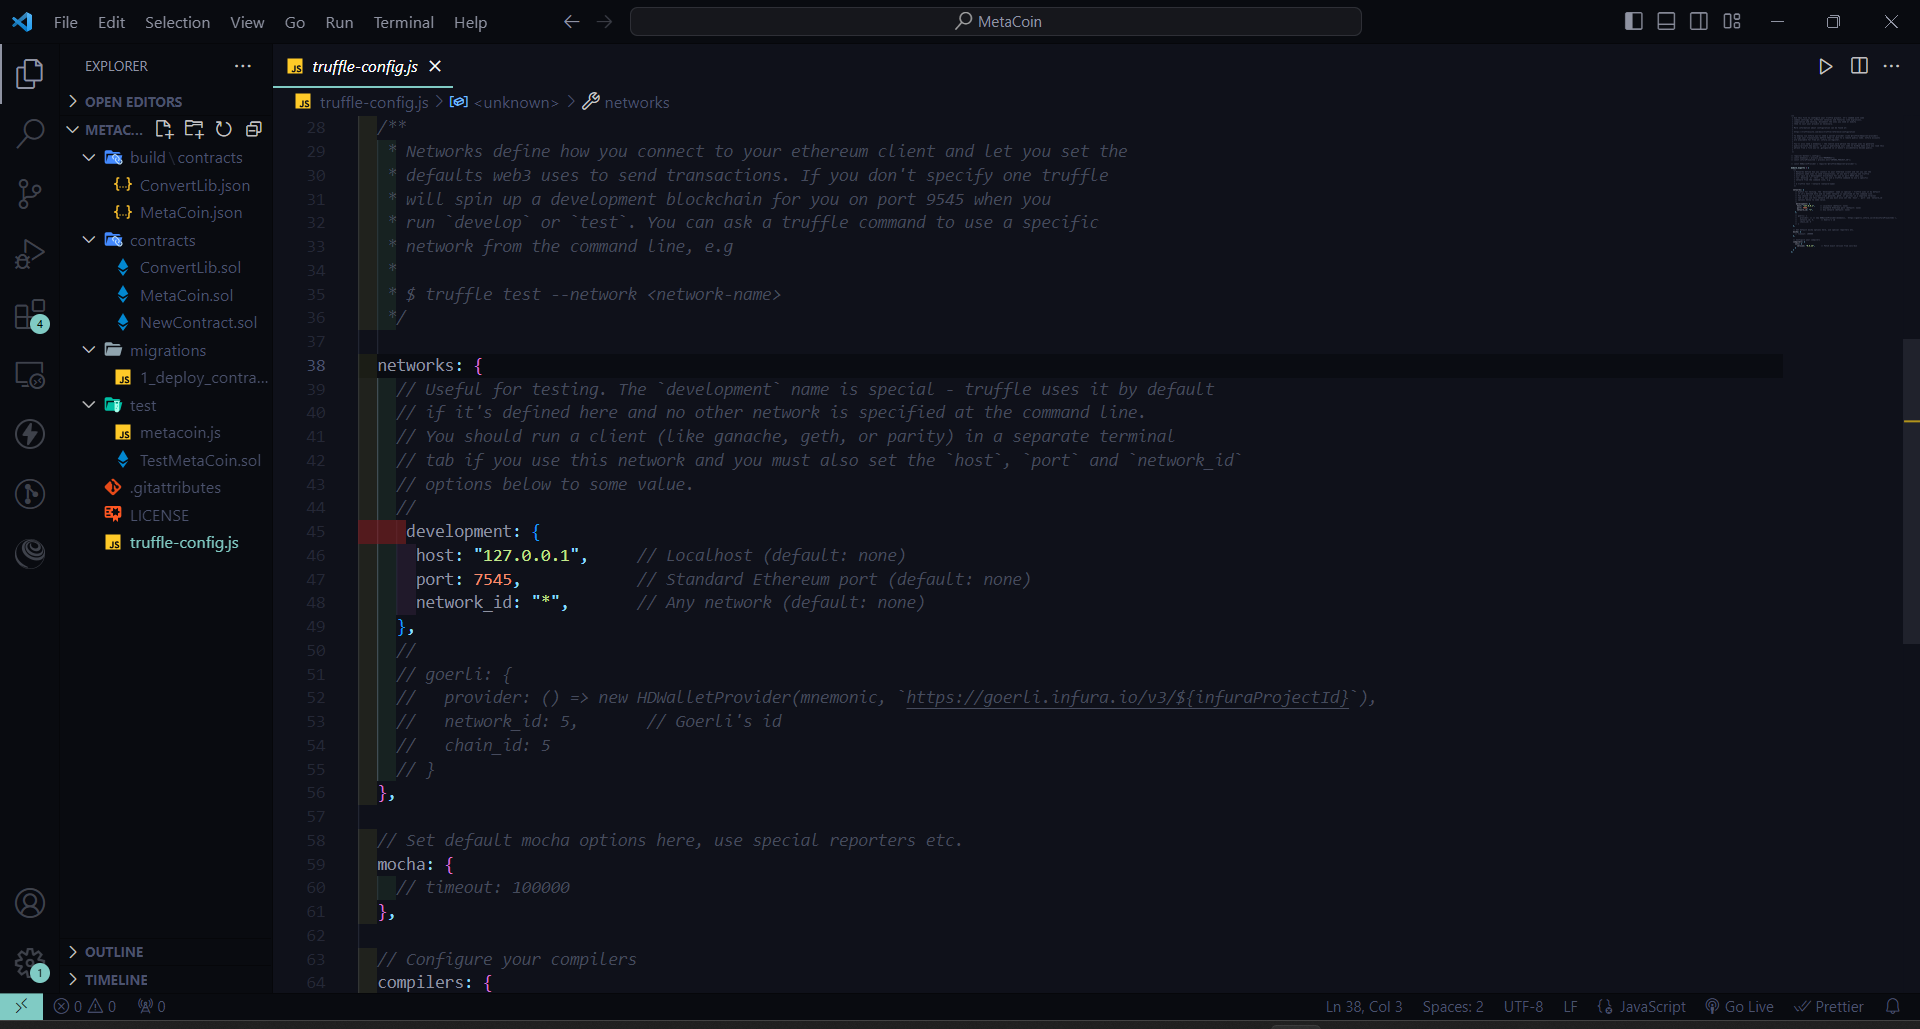 File Edit Selection View Go Run Terminal Help
MetaCoin
EXPLORER
OPEN EDITORS
METAC...
build \ contracts
ConvertLib.json
MetaCoin.json
contracts
ConvertLib.sol
MetaCoin.sol
NewContract.sol
migrations
1_deploy_contra...
test
metacoin.js
TestMetaCoin.sol
.gitattributes
LICENSE
truffle-config.js
OUTLINE
TIMELINE
4
1
truffle-config.js
truffle-config.js > <unknown> > networks
28 /**
29 * Networks define how you connect to your ethereum client and let you set the
30 * defaults web3 uses to send transactions. If you don't specify one truffle
31 * will spin up a development blockchain for you on port 9545 when you
32 * run `develop` or `test`. You can ask a truffle command to use a specific
33 * network from the command line, e.g
34 *
35 * $ truffle test --network <network-name>
36 */
37
38 networks: {
39 // Useful for testing. The `development` name is special - truffle uses it by default
40 // if it's defined here and no other network is specified at the command line.
41 // You should run a client (like ganache, geth, or parity) in a separate terminal
42 // tab if you use this network and you must also set the `host`, `port` and `network_id`
43 // options below to some value.
44 //
45 development: {
46 host: "127.0.0.1", // Localhost (default: none)
47 port: 7545, // Standard Ethereum port (default: none)
48 network_id: "*", // Any network (default: none)
49 },
50 //
51 // goerli: {
52 // provider: () => new HDWalletProvider(mnemonic, `https://goerli.infura.io/v3/${infuraProjectId}`),
53 // network_id: 5, // Goerli's id
54 // chain_id: 5
55 // }
56 },
57
58 // Set default mocha options here, use special reporters etc.
59 mocha: {
60 // timeout: 100000
61 },
62
63 // Configure your compilers
64 compilers: {
0 0 0 Ln 38, Col 3 Spaces: 2 UTF-8 LF JavaScript Go Live Prettier